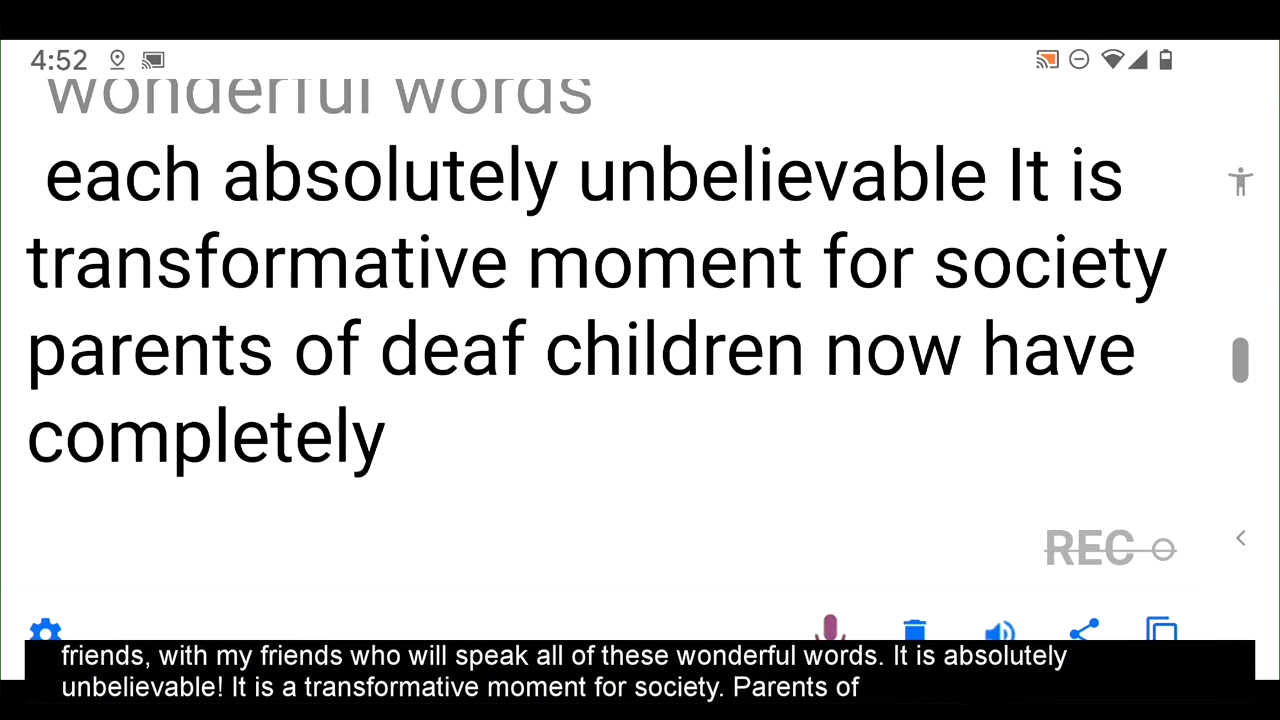 4:52
wonderful words
each absolutely unbelievable It is
transformative moment for society
parents of deaf children now have
completely
REC
friends, with my friends who will speak all of these wonderful words. It is absolutely
unbelievable! It is a transformative moment for society. Parents of